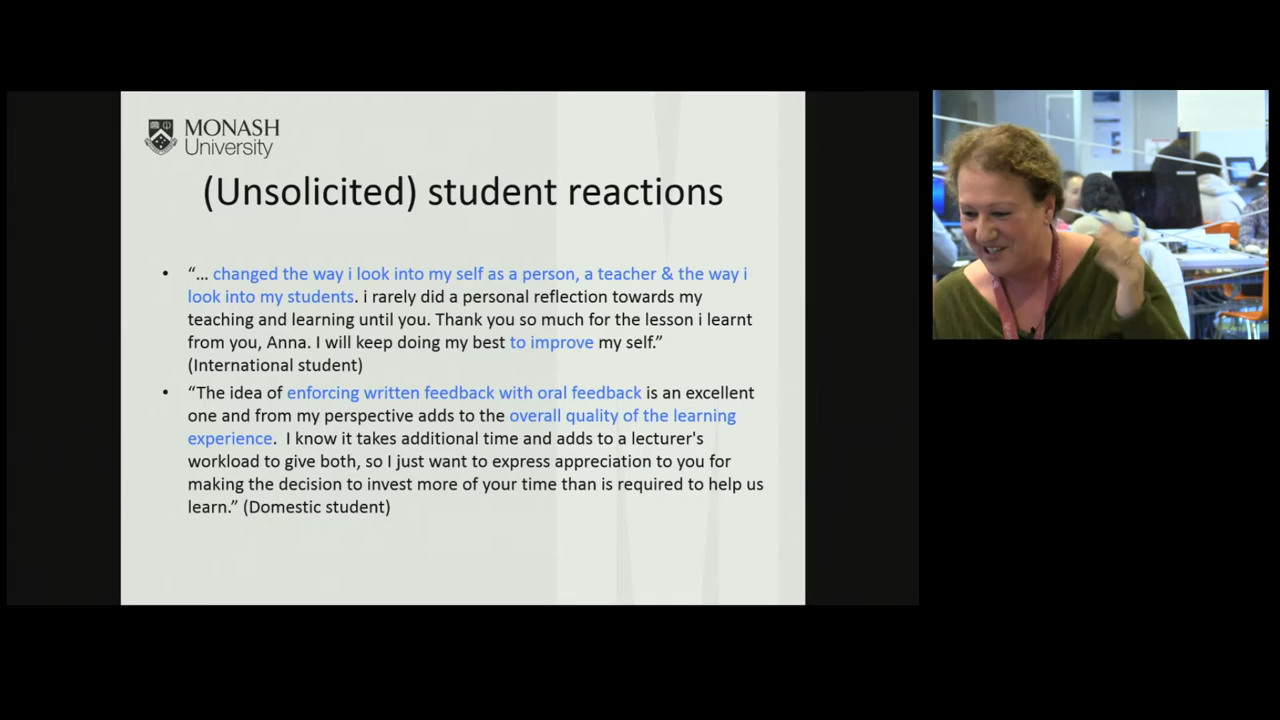 MONASH
University
(Unsolicited) student reactions
• “... changed the way i look into my self as a person, a teacher & the way i
look into my students. i rarely did a personal reflection towards my
teaching and learning until you. Thank you so much for the lesson i learnt
from you, Anna. I will keep doing my best to improve my self.”
(International student)
• “The idea of enforcing written feedback with oral feedback is an excellent
one and from my perspective adds to the overall quality of the learning
experience.  I know it takes additional time and adds to a lecturer's
workload to give both, so I just want to express appreciation to you for
making the decision to invest more of your time than is required to help us
learn.” (Domestic student)